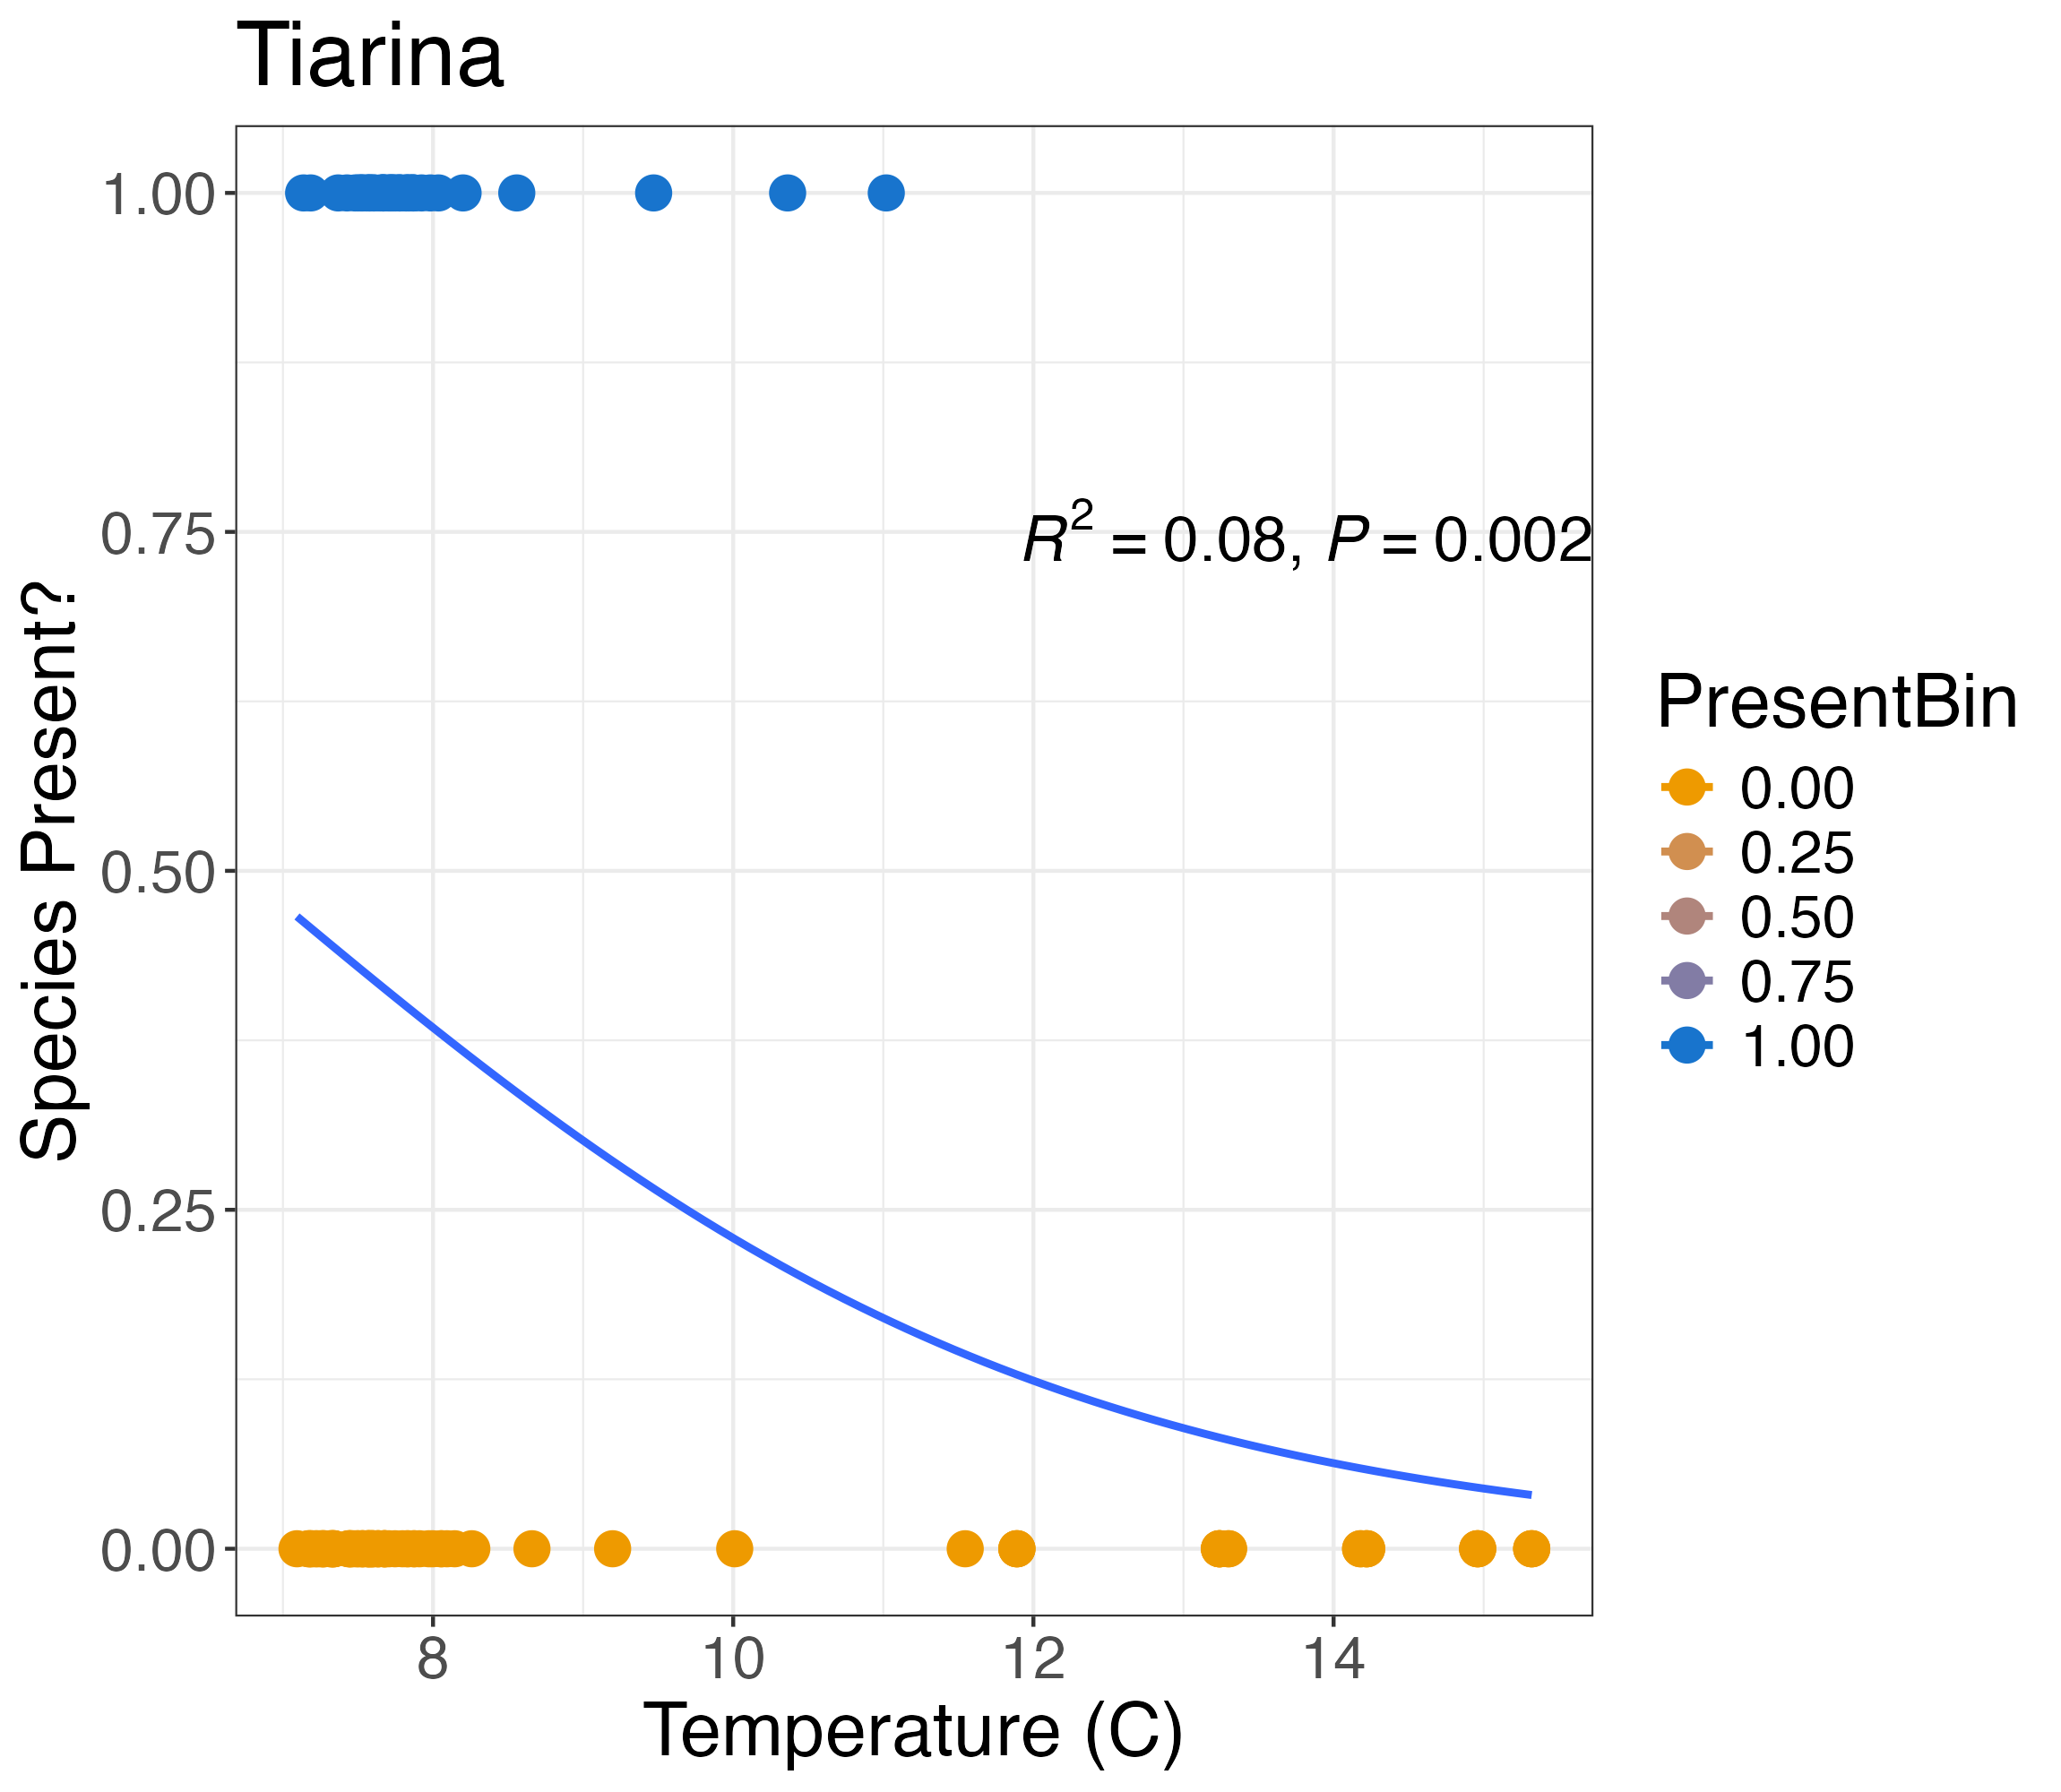 Tiarina
1.00
0.75
0.50
0.25
0.00
Species Present?
R² = 0.08, P = 0.002
8 10 12 14
Temperature (C)
PresentBin
0.00
0.25
0.50
0.75
1.00